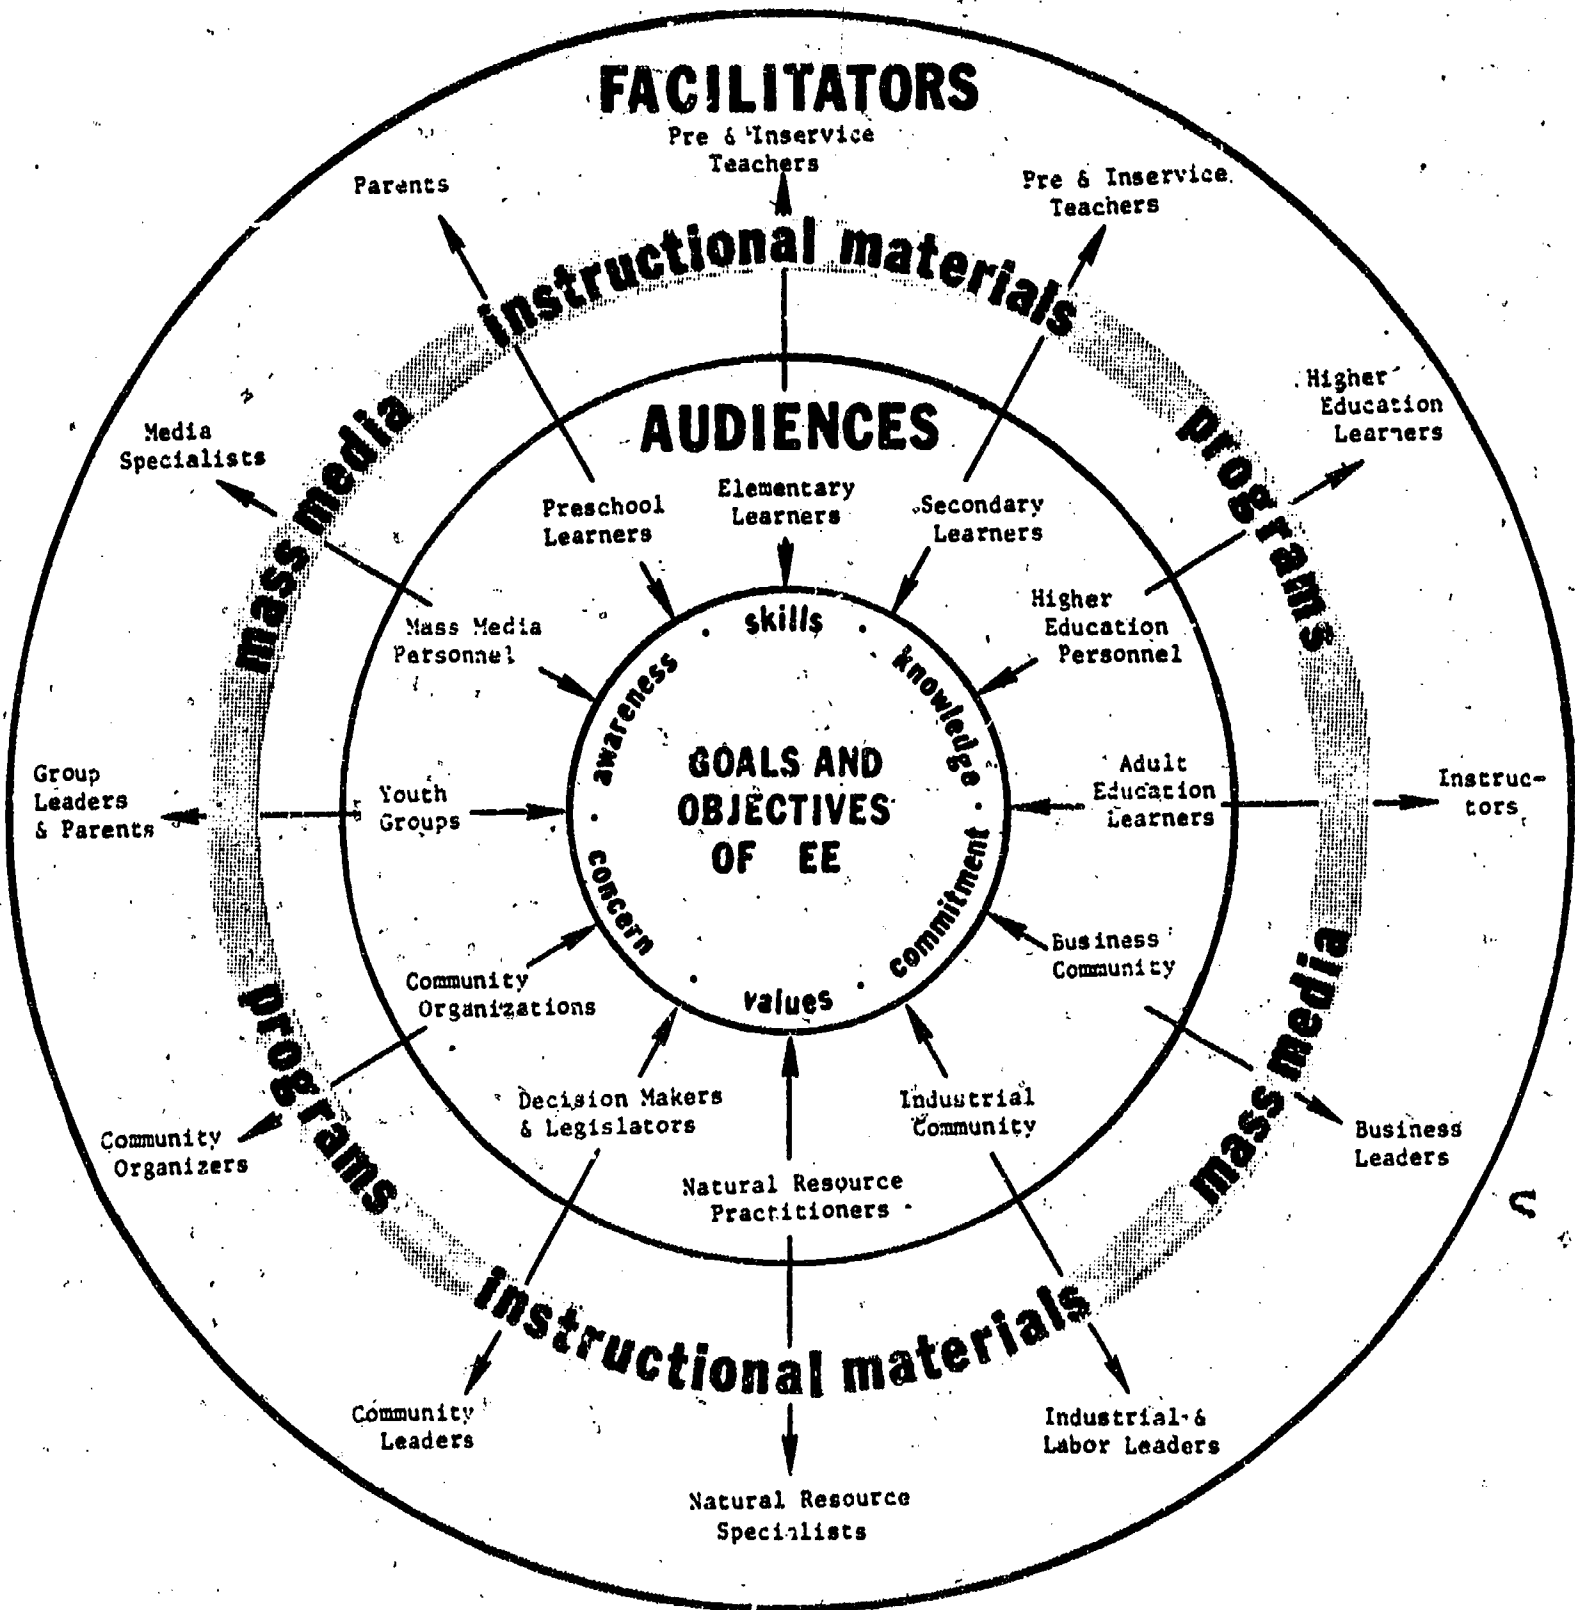 FACILITATORS
Pre & Inservice
Teachers
Parents
Pre & Inservice
Teachers
instructional materials
Higher
Education
Learners
AUDIENCES
programs
mass media
Media
Specialists
Elementary
Learners
Preschool
Learners
Secondary
Learners
Higher
Education
Personnel
Mass Media
Personnel
skills
awareness
knowledge
GOALS AND
OBJECTIVES
OF EE
Group
Leaders
& Parents
Youth
Groups
Adult
Education
Learners
Instruc-
tors
concern
commitment
values
Business
Community
Community
Organizations
mass media
programs
Decision Makers
& Legislators
Industrial
Community
Community
Organizers
Business
Leaders
Natural Resource
Practitioners
instructional materials
Community
Leaders
Industrial &
Labor Leaders
Natural Resource
Specialists